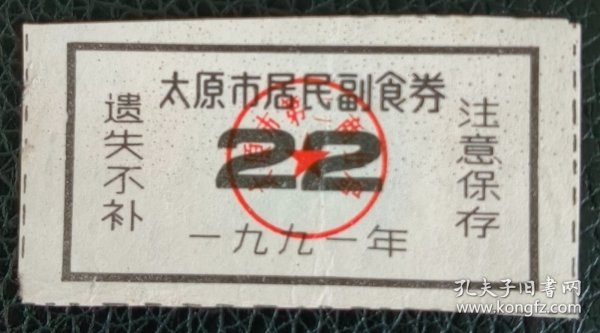 太原市居民副食券
遗失不补
22
注意保存
一九九一年
孔夫子旧书网
www.kongfz.com